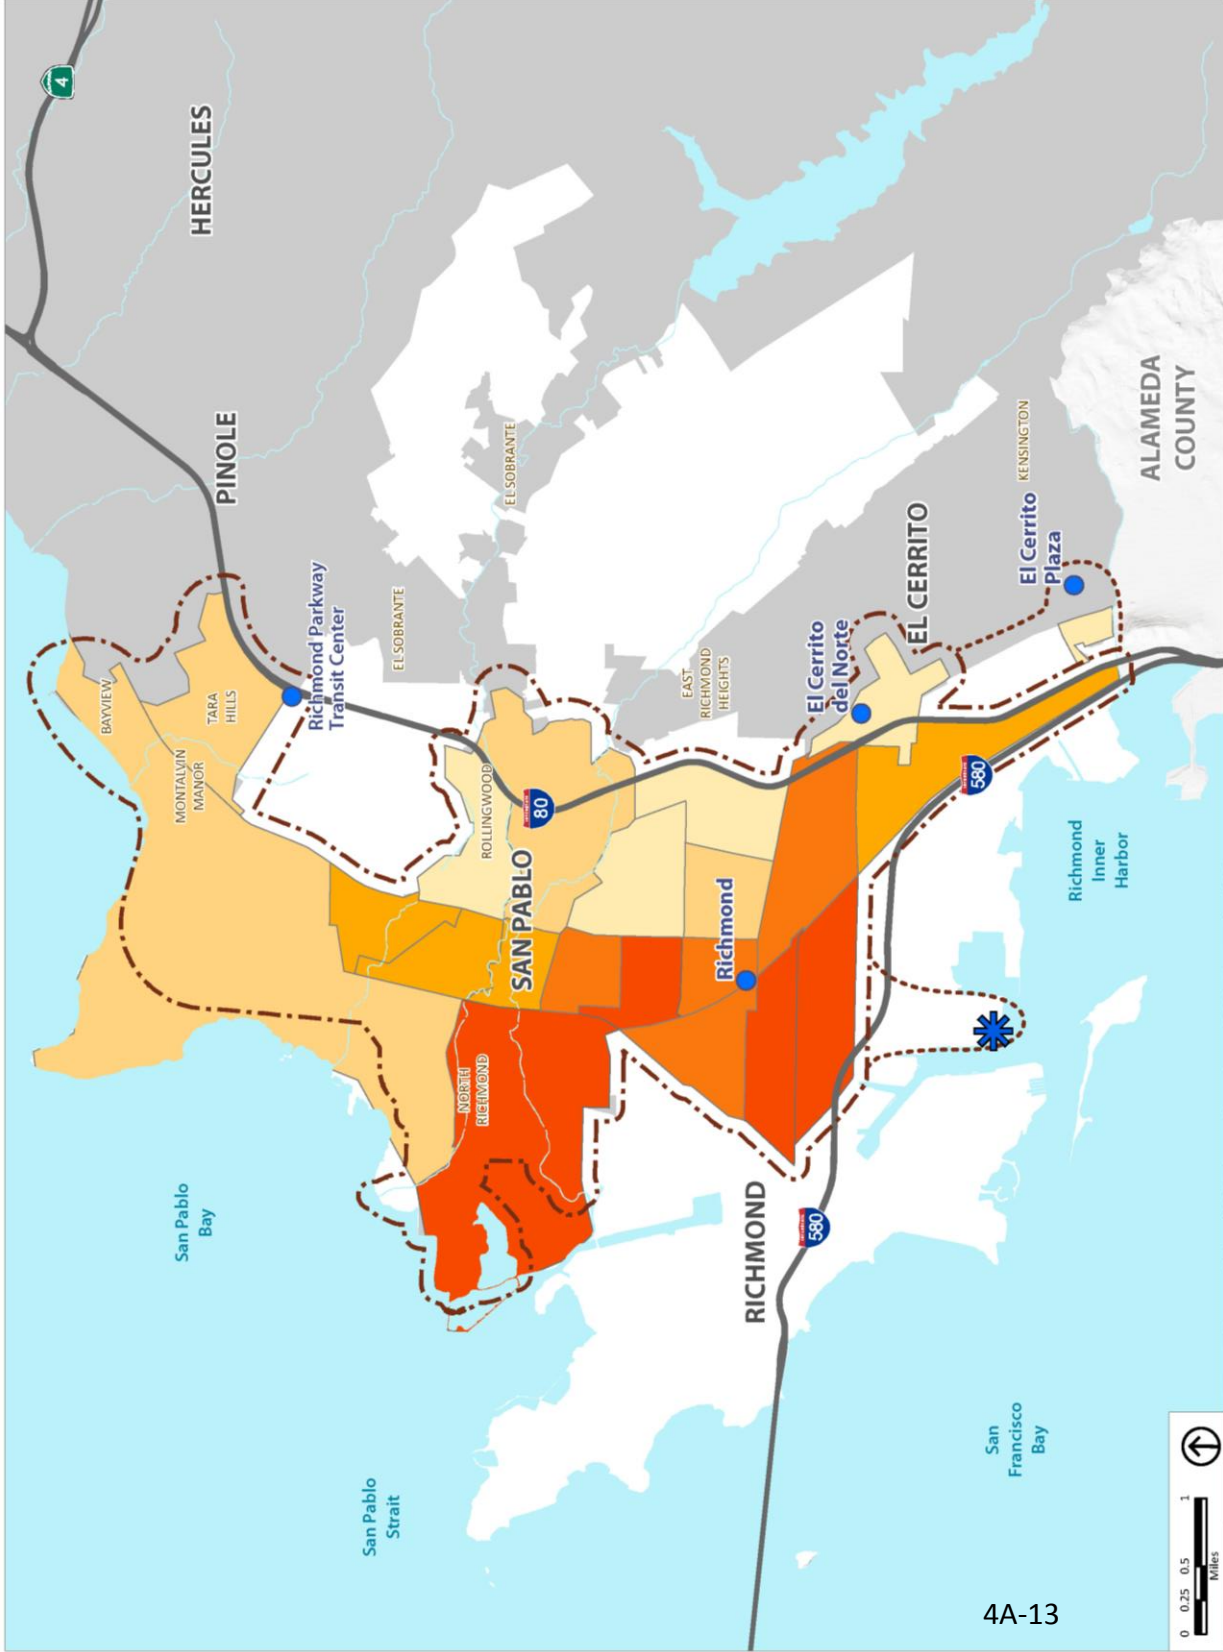 4
HERCULES
PINOLE
BAYVIEW
TARA
HILLS
MONTALVIN
MANOR
Richmond Parkway
Transit Center
EL SOBRANTE
EL SOBRANTE
ROLLINGWOOD
80
SAN PABLO
EAST
RICHMOND
HEIGHTS
El Cerrito
del Norte
EL CERRITO
KENSINGTON
El Cerrito
Plaza
ALAMEDA
COUNTY
Richmond
580
Richmond
Inner
Harbor
NORTH
RICHMOND
San Pablo
Bay
RICHMOND
580
San Pablo
Strait
San
Francisco
Bay
0 0.25 0.5 1
Miles
4A-13